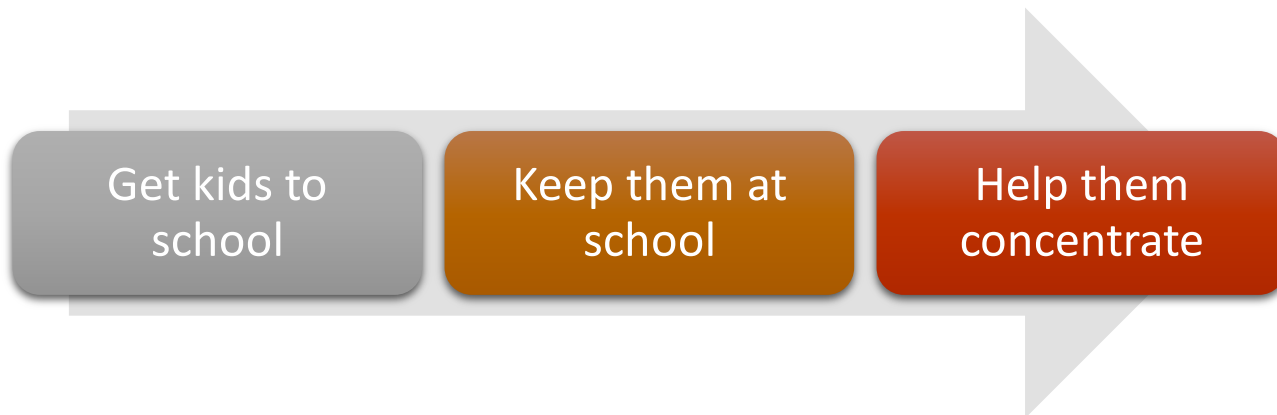 Get kids to
school
Keep them at
school
Help them
concentrate